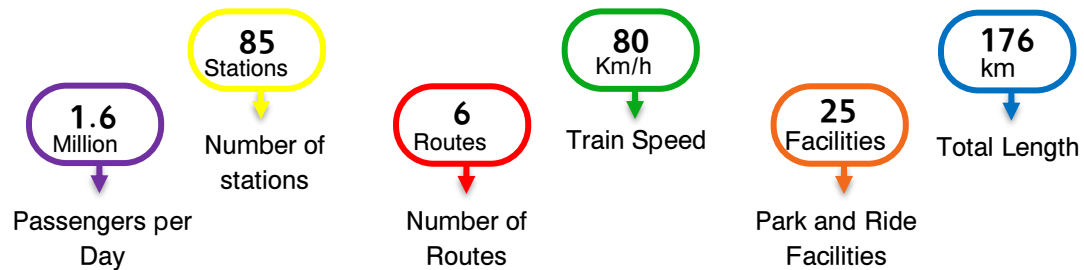 1.6
Million
Passengers per
Day
85
Stations
Number of
stations
6
Routes
Number of
Routes
80
Km/h
Train Speed
25
Facilities
Park and Ride
Facilities
176
km
Total Length